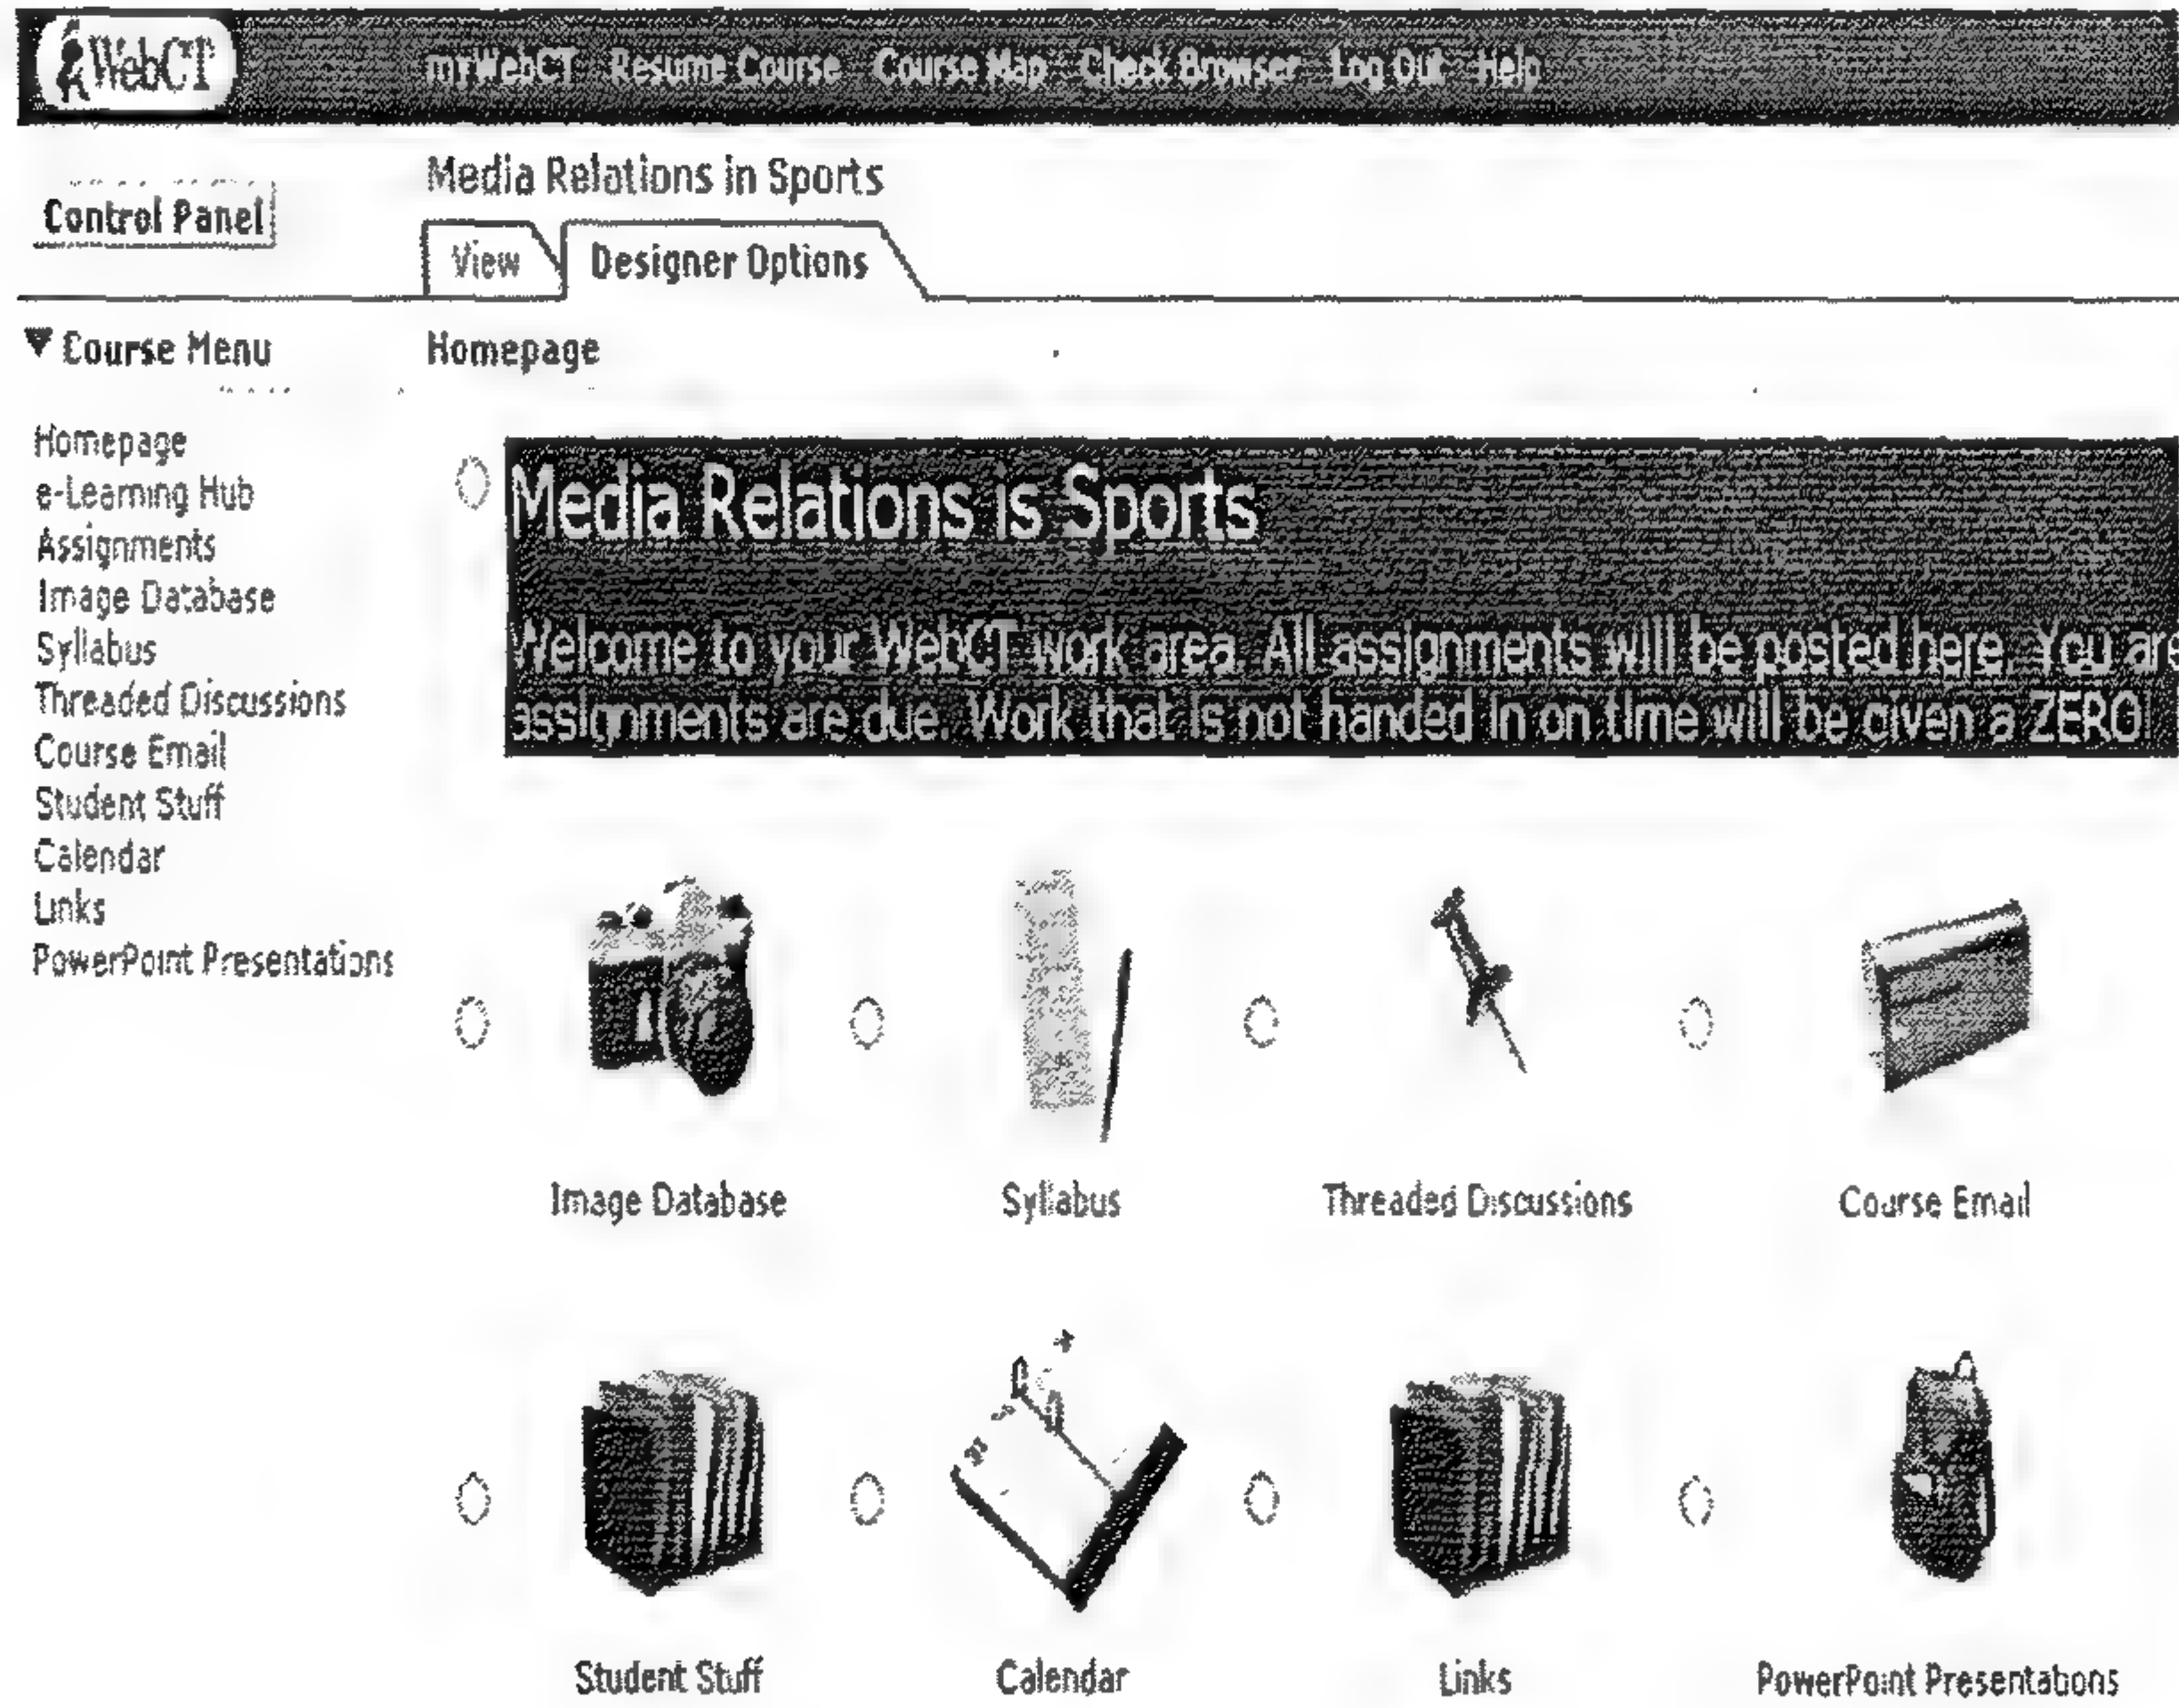 WebCT myWebCT Resume Course Course Map Check Browser Log Out Help
Media Relations in Sports
Control Panel
View Designer Options
Course Menu
Homepage
Homepage
e-Learning Hub
Assignments
Image Database
Syllabus
Threaded Discussions
Course Email
Student Stuff
Calendar
Links
PowerPoint Presentations
Media Relations is Sports
Welcome to your WebCT work area. All assignments will be posted here. You are
assignments are due. Work that is not handed in on time will be given a ZERO!
Image Database
Syllabus
Threaded Discussions
Course Email
Student Stuff
Calendar
Links
PowerPoint Presentations